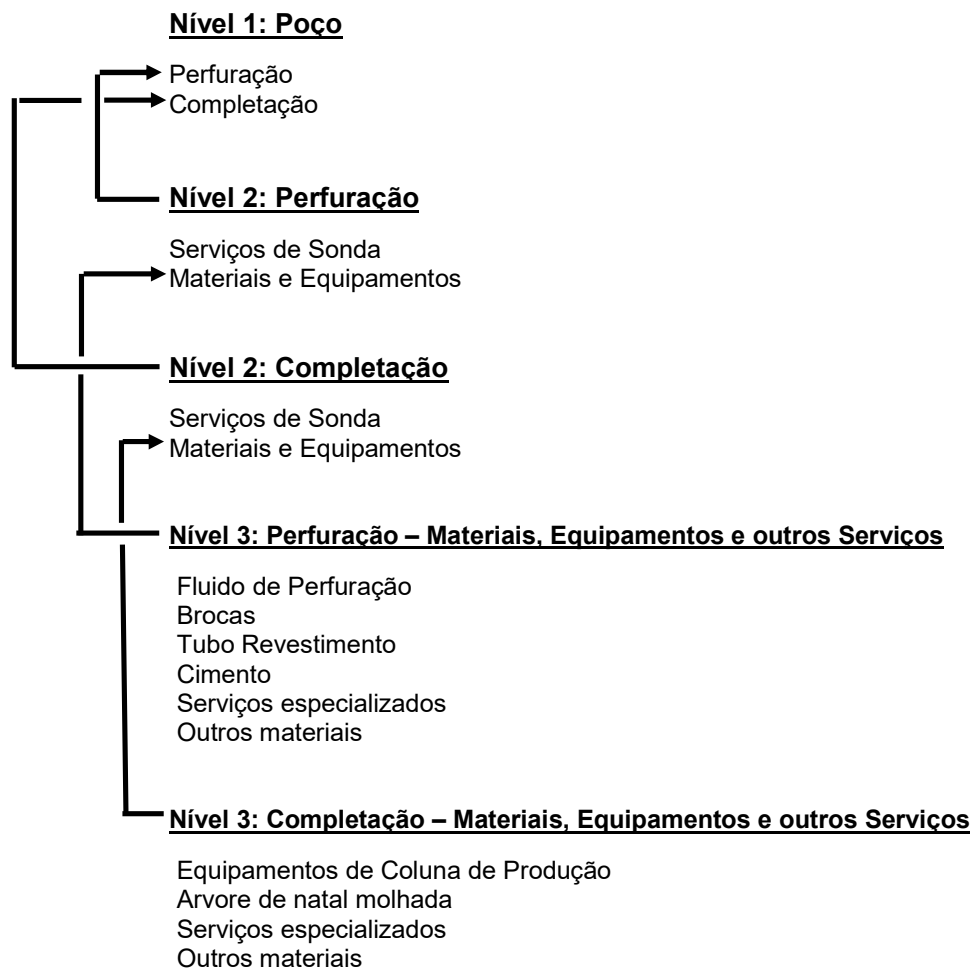 Nível 1: Poço
Perfuração
Completação
Nível 2: Perfuração
Serviços de Sonda
Materiais e Equipamentos
Nível 2: Completação
Serviços de Sonda
Materiais e Equipamentos
Nível 3: Perfuração – Materiais, Equipamentos e outros Serviços
Fluido de Perfuração
Brocas
Tubo Revestimento
Cimento
Serviços especializados
Outros materiais
Nível 3: Completação – Materiais, Equipamentos e outros Serviços
Equipamentos de Coluna de Produção
Arvore de natal molhada
Serviços especializados
Outros materiais